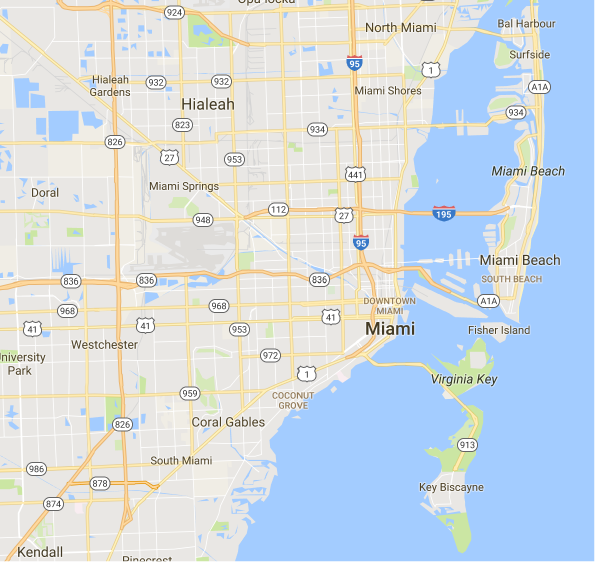 Opa-locka
924
North Miami
Bal Harbour
95
Surfside
1
Hialeah
Gardens
932
932
Miami Shores
A1A
Hialeah
934
823
934
826
27
953
441
Miami Beach
Doral
Miami Springs
112
27
195
948
95
Miami Beach
836
836
836
SOUTH BEACH
968
968
DOWNTOWN
MIAMI
A1A
41
41
41
953
Miami
Fisher Island
Westchester
972
University
Park
1
Virginia Key
959
COCONUT
GROVE
826
Coral Gables
913
986
South Miami
878
Key Biscayne
874
Kendall
Pinecrest